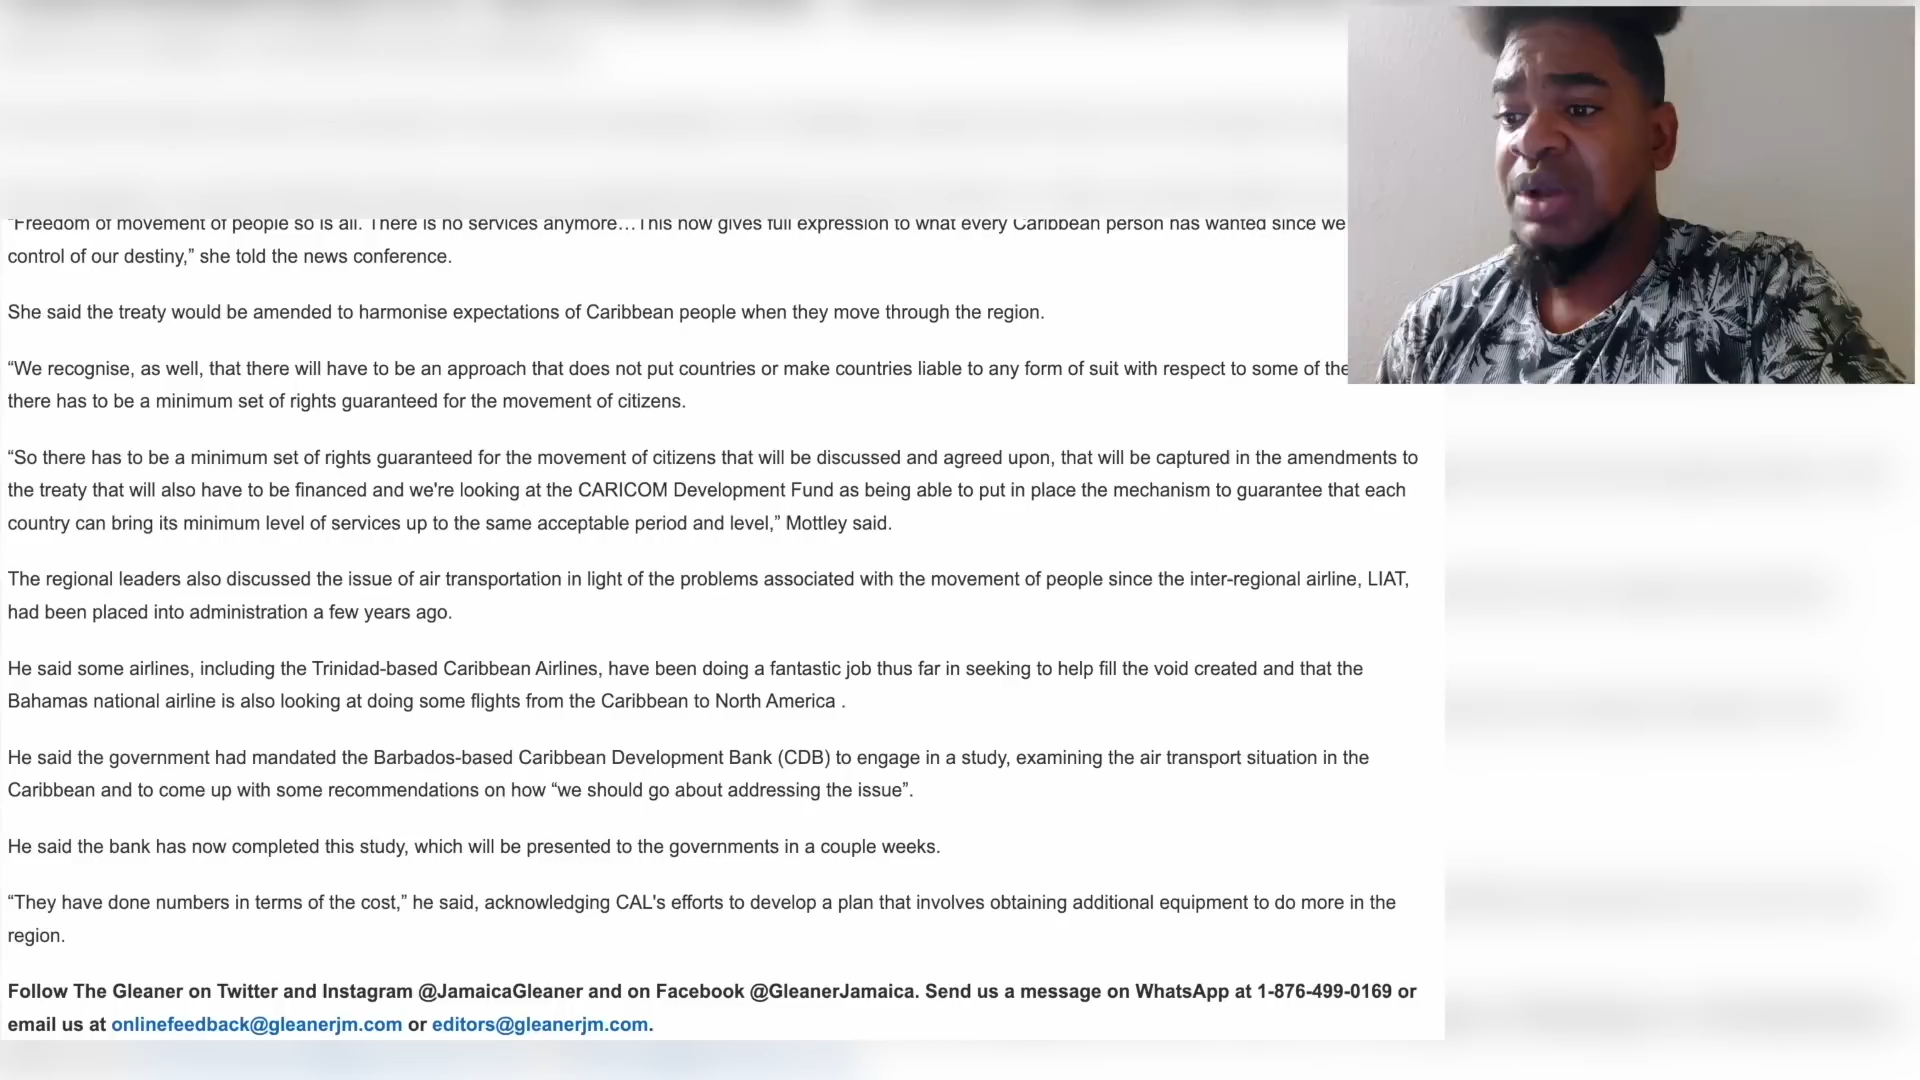 “Freedom of movement of people so is all. There is no services anymore…This now gives full expression to what every Caribbean person has wanted since we
control of our destiny,” she told the news conference.
She said the treaty would be amended to harmonise expectations of Caribbean people when they move through the region.
“We recognise, as well, that there will have to be an approach that does not put countries or make countries liable to any form of suit with respect to some of the
there has to be a minimum set of rights guaranteed for the movement of citizens.
“So there has to be a minimum set of rights guaranteed for the movement of citizens that will be discussed and agreed upon, that will be captured in the amendments to
the treaty that will also have to be financed and we're looking at the CARICOM Development Fund as being able to put in place the mechanism to guarantee that each
country can bring its minimum level of services up to the same acceptable period and level,” Mottley said.
The regional leaders also discussed the issue of air transportation in light of the problems associated with the movement of people since the inter-regional airline, LIAT,
had been placed into administration a few years ago.
He said some airlines, including the Trinidad-based Caribbean Airlines, have been doing a fantastic job thus far in seeking to help fill the void created and that the
Bahamas national airline is also looking at doing some flights from the Caribbean to North America .
He said the government had mandated the Barbados-based Caribbean Development Bank (CDB) to engage in a study, examining the air transport situation in the
Caribbean and to come up with some recommendations on how “we should go about addressing the issue”.
He said the bank has now completed this study, which will be presented to the governments in a couple weeks.
“They have done numbers in terms of the cost,” he said, acknowledging CAL's efforts to develop a plan that involves obtaining additional equipment to do more in the
region.
Follow The Gleaner on Twitter and Instagram @JamaicaGleaner and on Facebook @GleanerJamaica. Send us a message on WhatsApp at 1-876-499-0169 or
email us at onlinefeedback@gleanerjm.com or editors@gleanerjm.com.